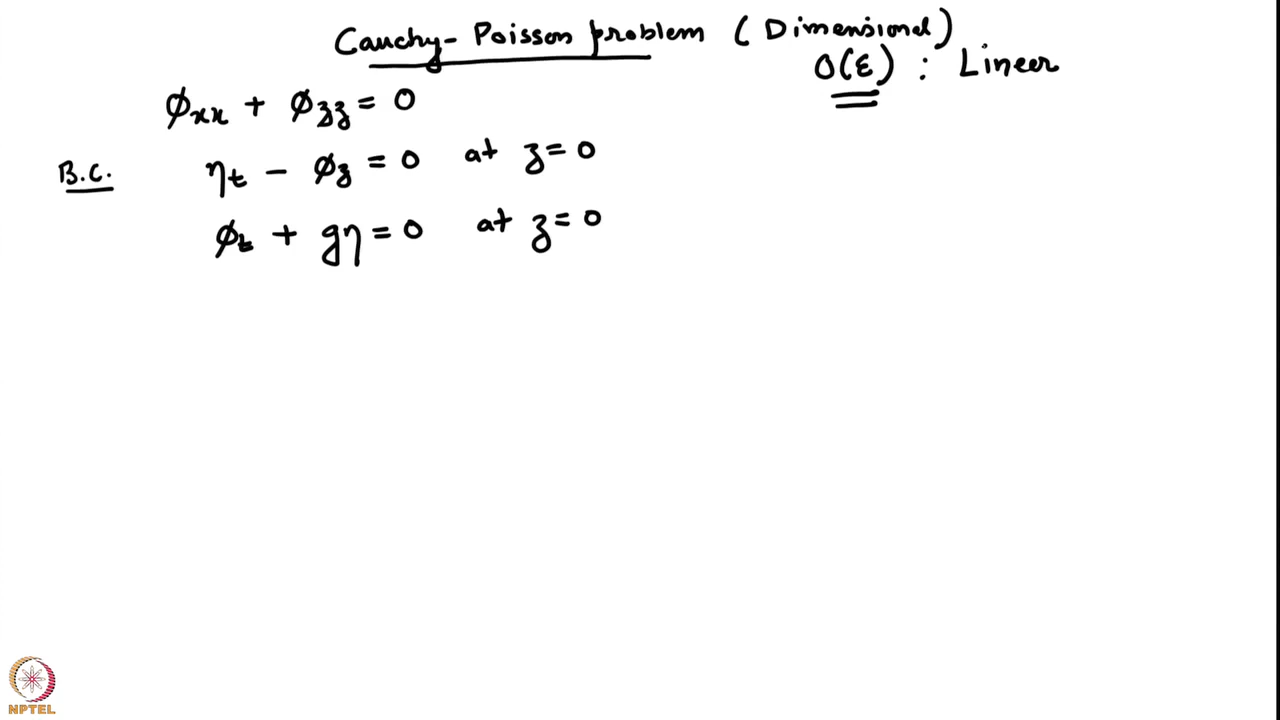 Cauchy-Poisson problem (Dimensional)
O(ε) : Linear
ϕxx + ϕzz = 0
B.C. ηt - ϕz = 0 at z = 0
ϕt + gη = 0 at z = 0
NPTEL